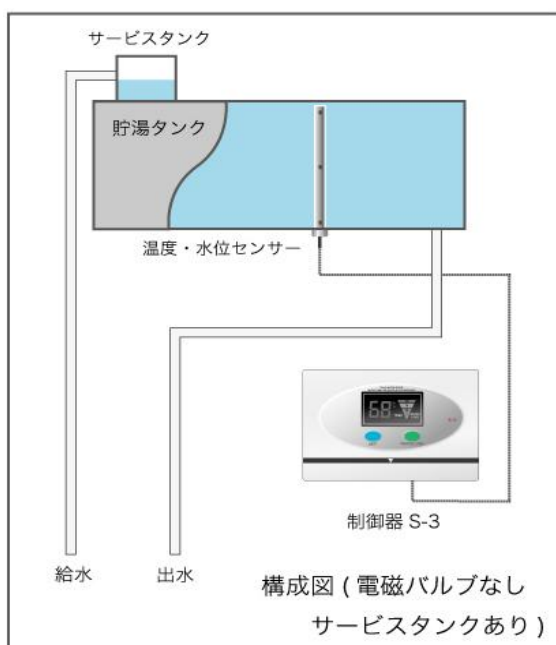 サービスタンク
貯湯タンク
温度・水位センサー
68
制御器 S-3
給水
出水
構成図 ( 電磁バルブなし
サービスタンクあり )